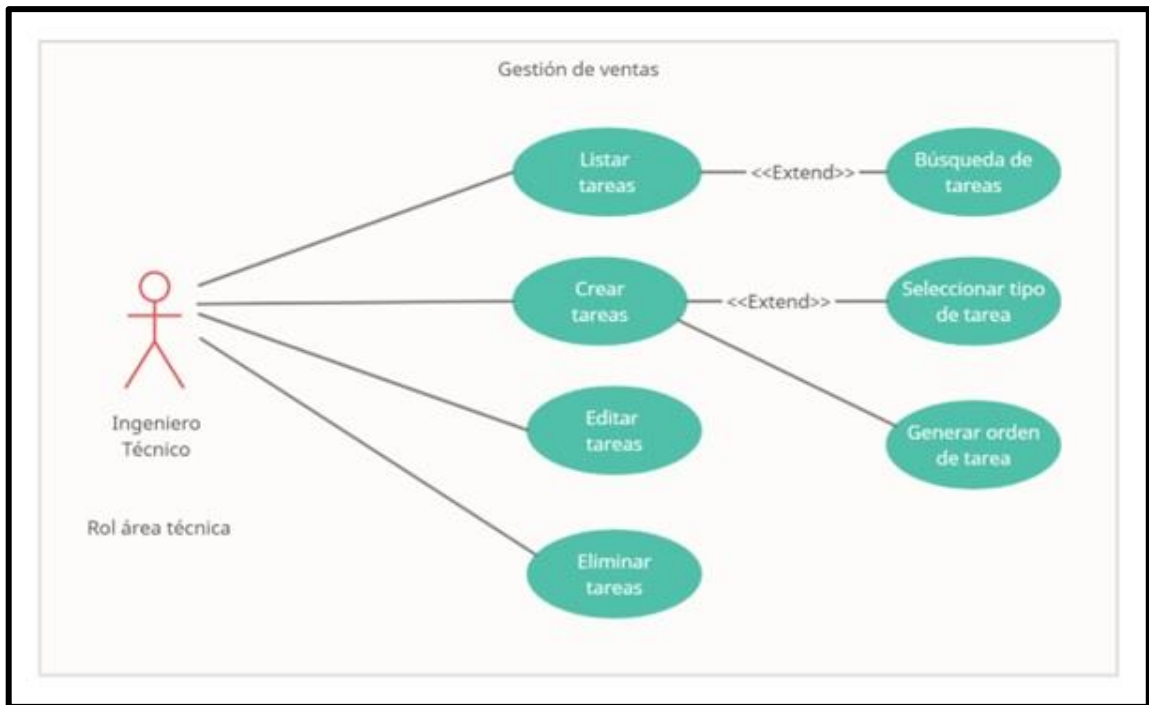 Gestión de ventas
Listar
tareas
<<Extend>>
Búsqueda de
tareas
Crear
tareas
<<Extend>>
Seleccionar tipo
de tarea
Ingeniero
Técnico
Editar
tareas
Generar orden
de tarea
Rol área técnica
Eliminar
tareas